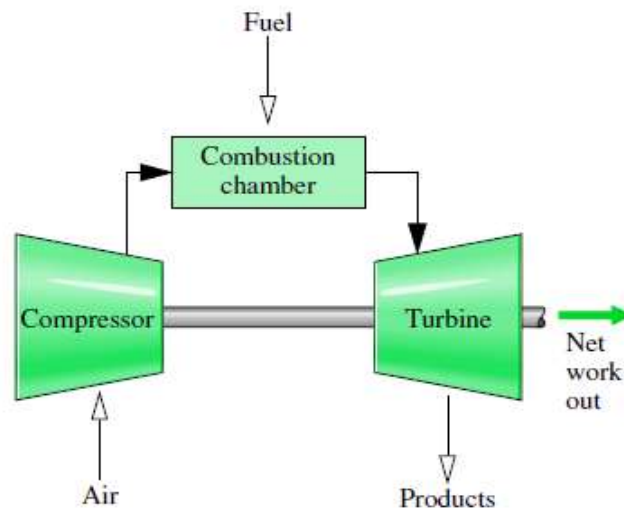 Fuel
Combustion
chamber
Compressor
Turbine
Net
work
out
Air
Products